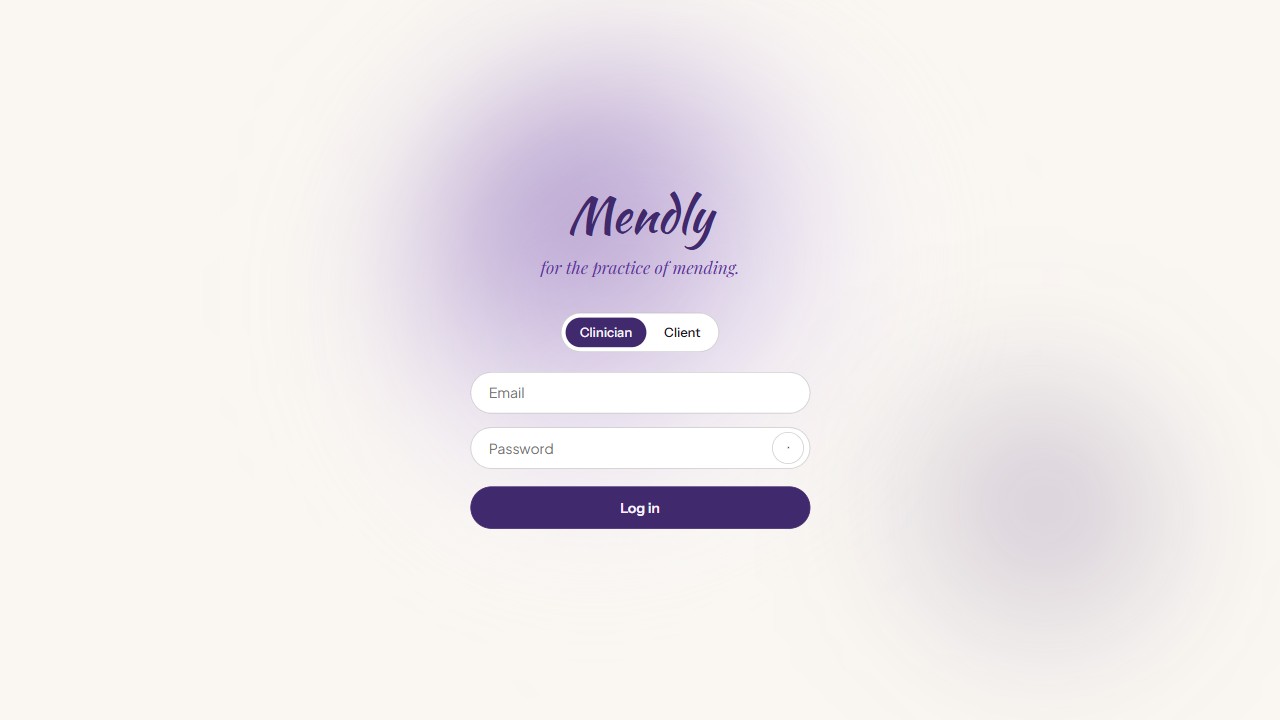 Mendly
for the practice of mending.
Clinician Client
Email
Password
Log in